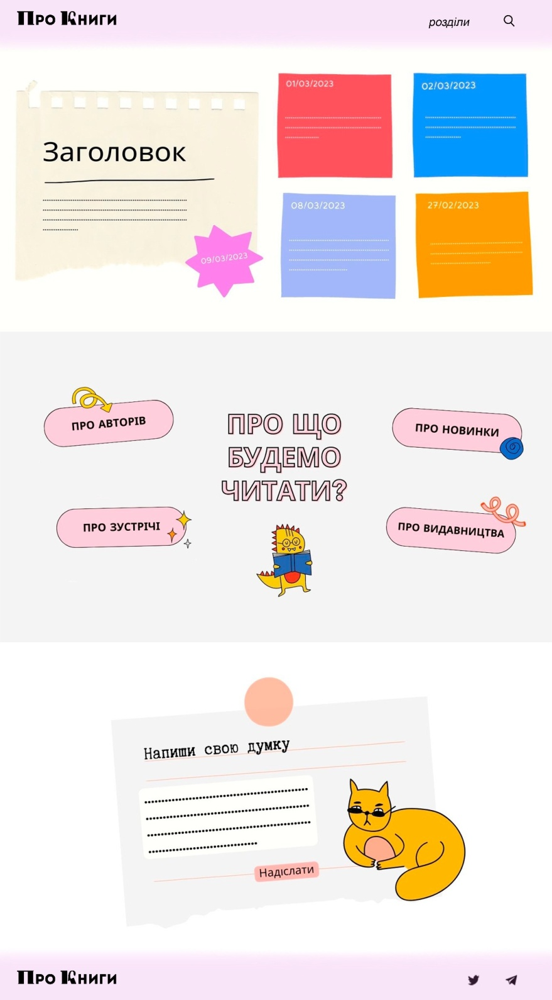 Про Книги
розділи
Заголовок
09/03/2023
01/03/2023
02/03/2023
08/03/2023
27/02/2023
ПРО АВТОРІВ
ПРО ЗУСТРІЧІ
ПРО ЩО
БУДЕМО
ЧИТАТИ?
ПРО НОВИНКИ
ПРО ВИДАВНИЦТВА
Напиши свою думку
Надіслати
Про Книги